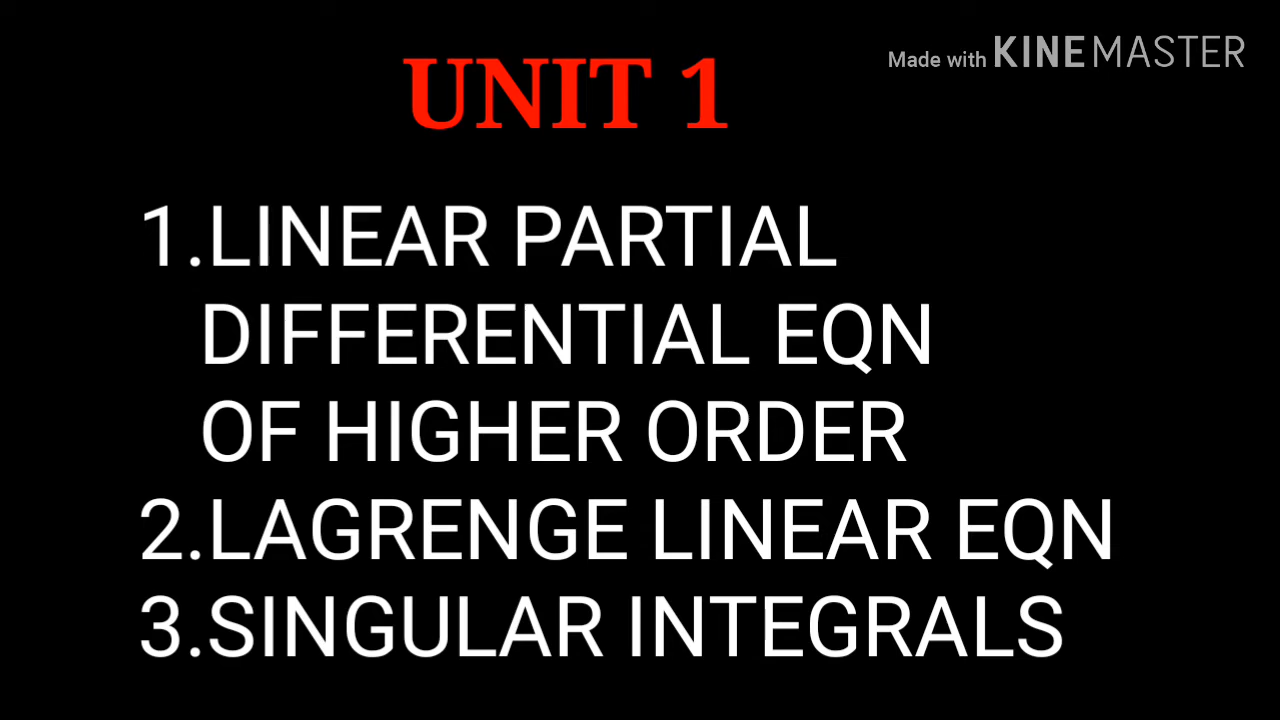 Made with KINEMASTER
UNIT 1
1.LINEAR PARTIAL
DIFFERENTIAL EQN
OF HIGHER ORDER
2.LAGRENGE LINEAR EQN
3.SINGULAR INTEGRALS